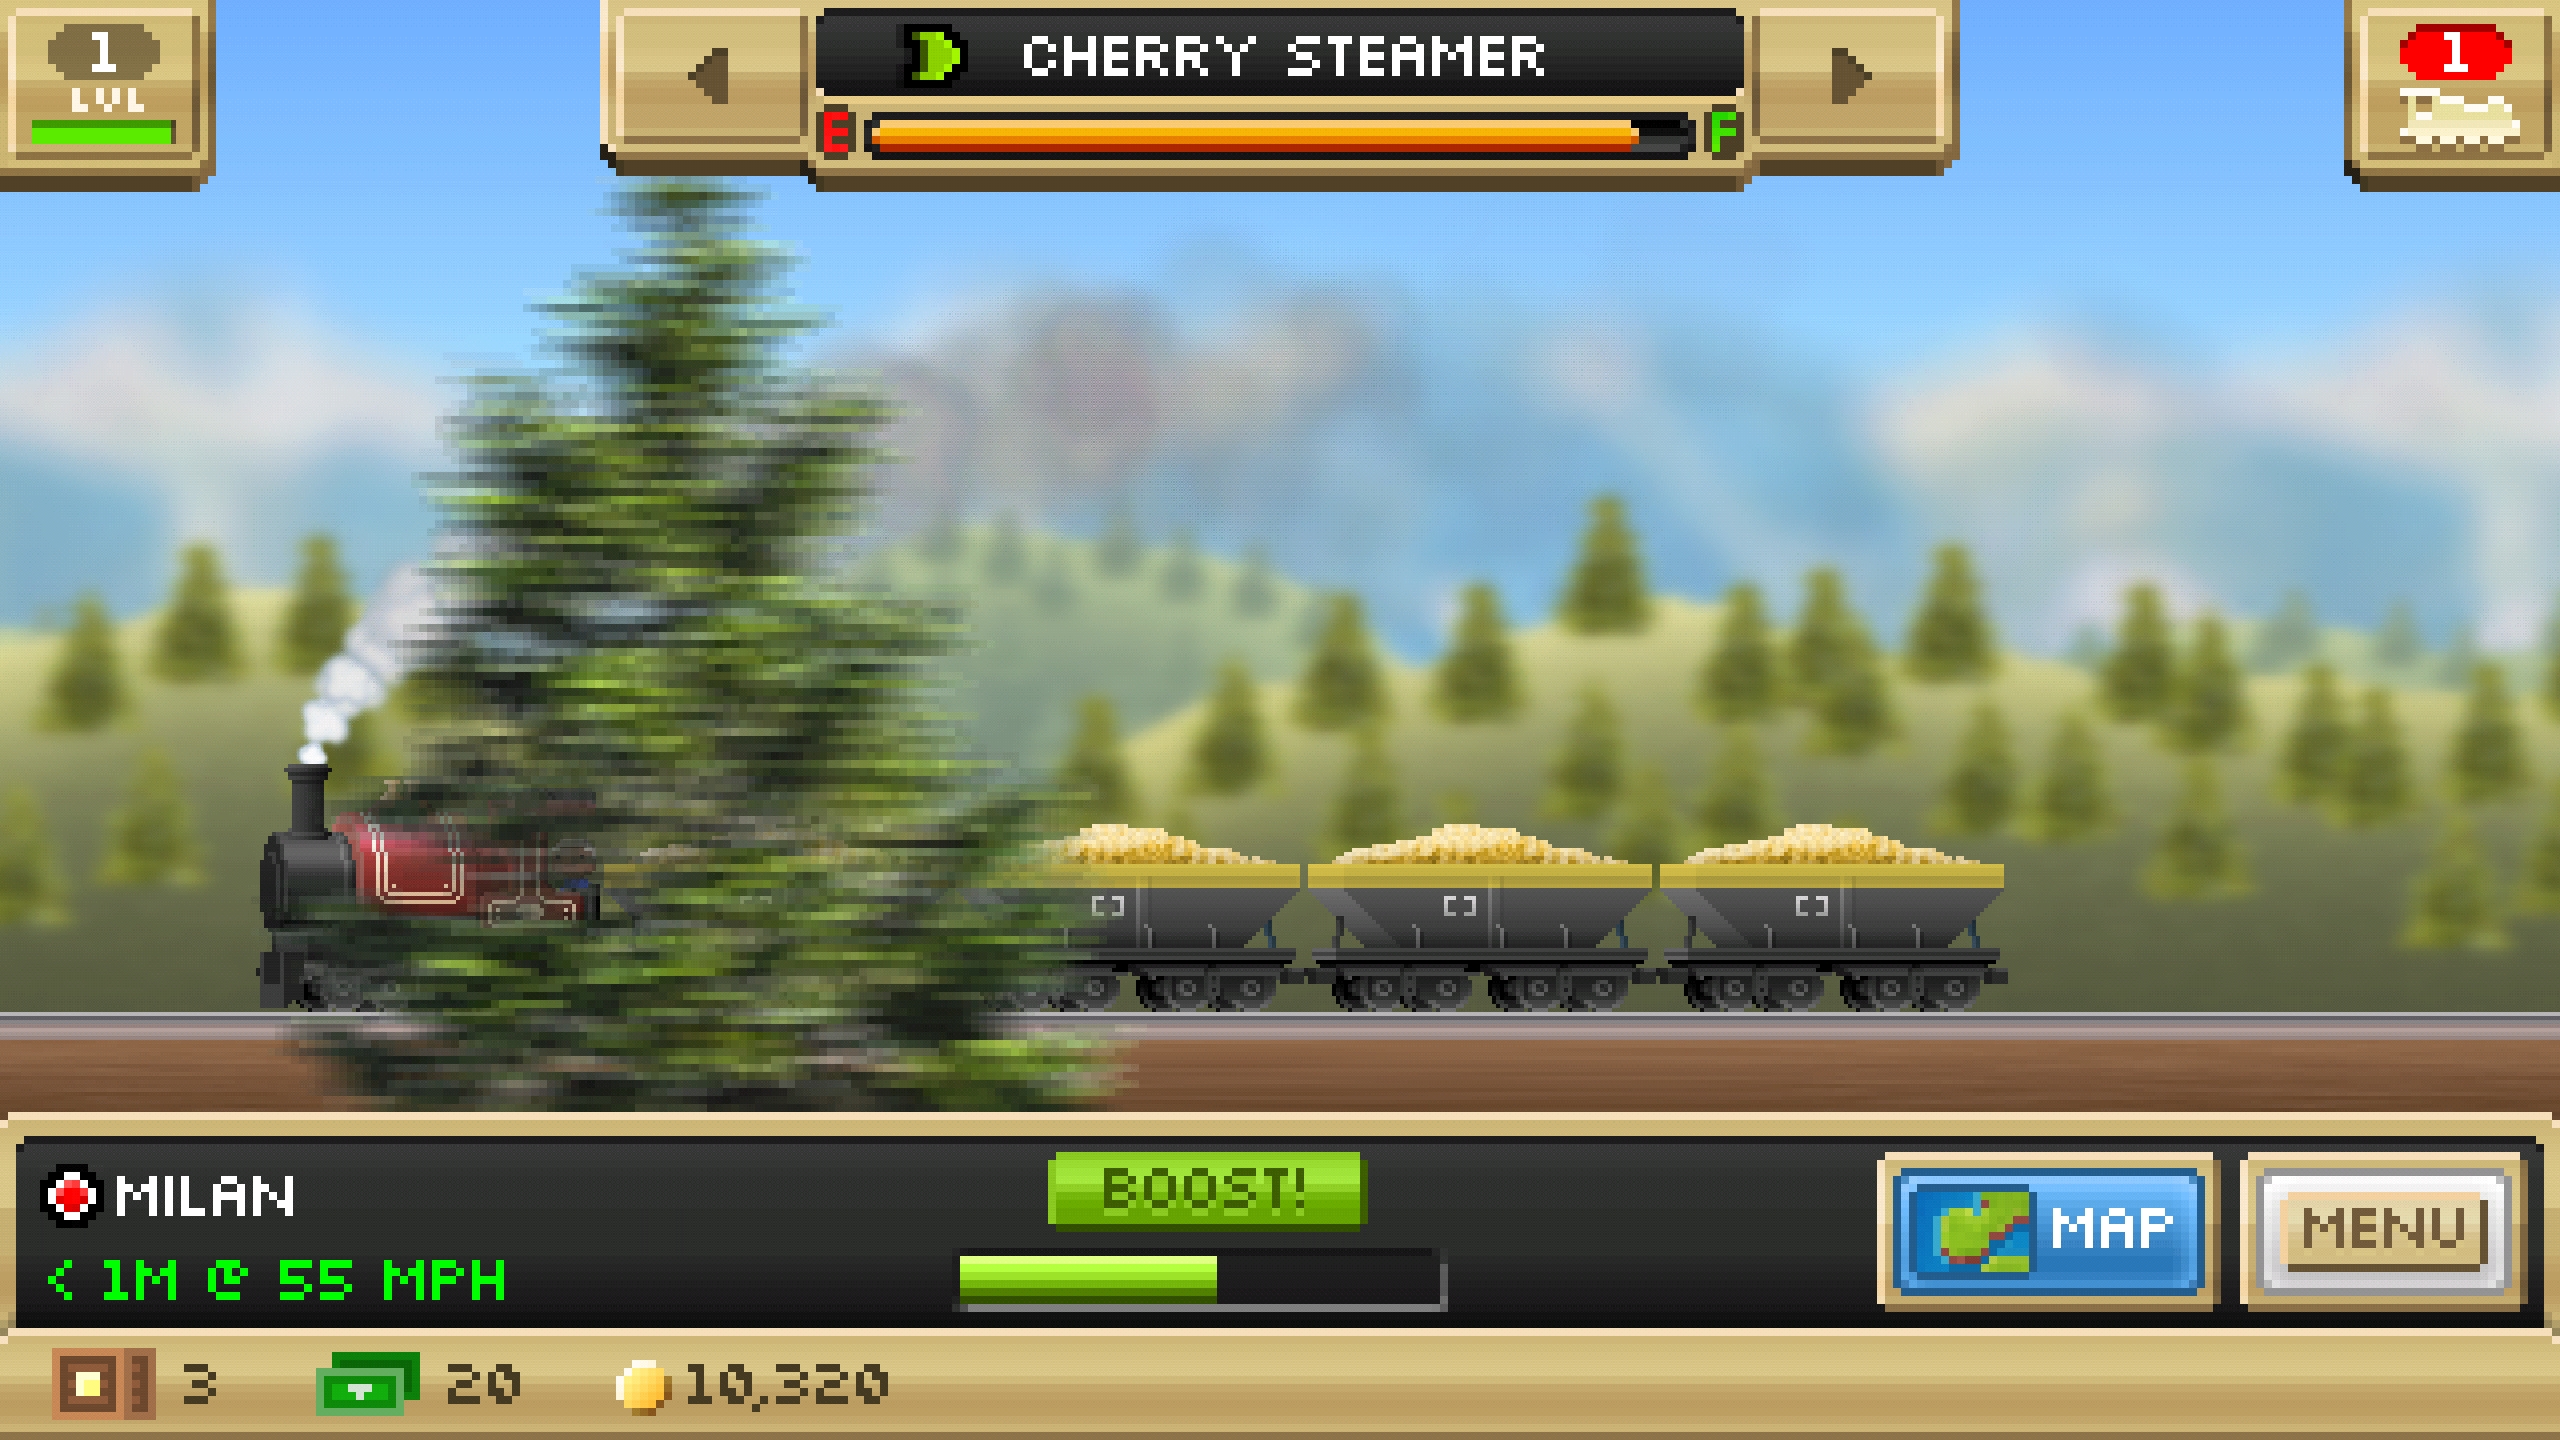 1
LVL
CHERRY STEAMER
E F
1
MILAN
< 1M @ 55 MPH
BOOST!
MAP
MENU
3
20
10,320